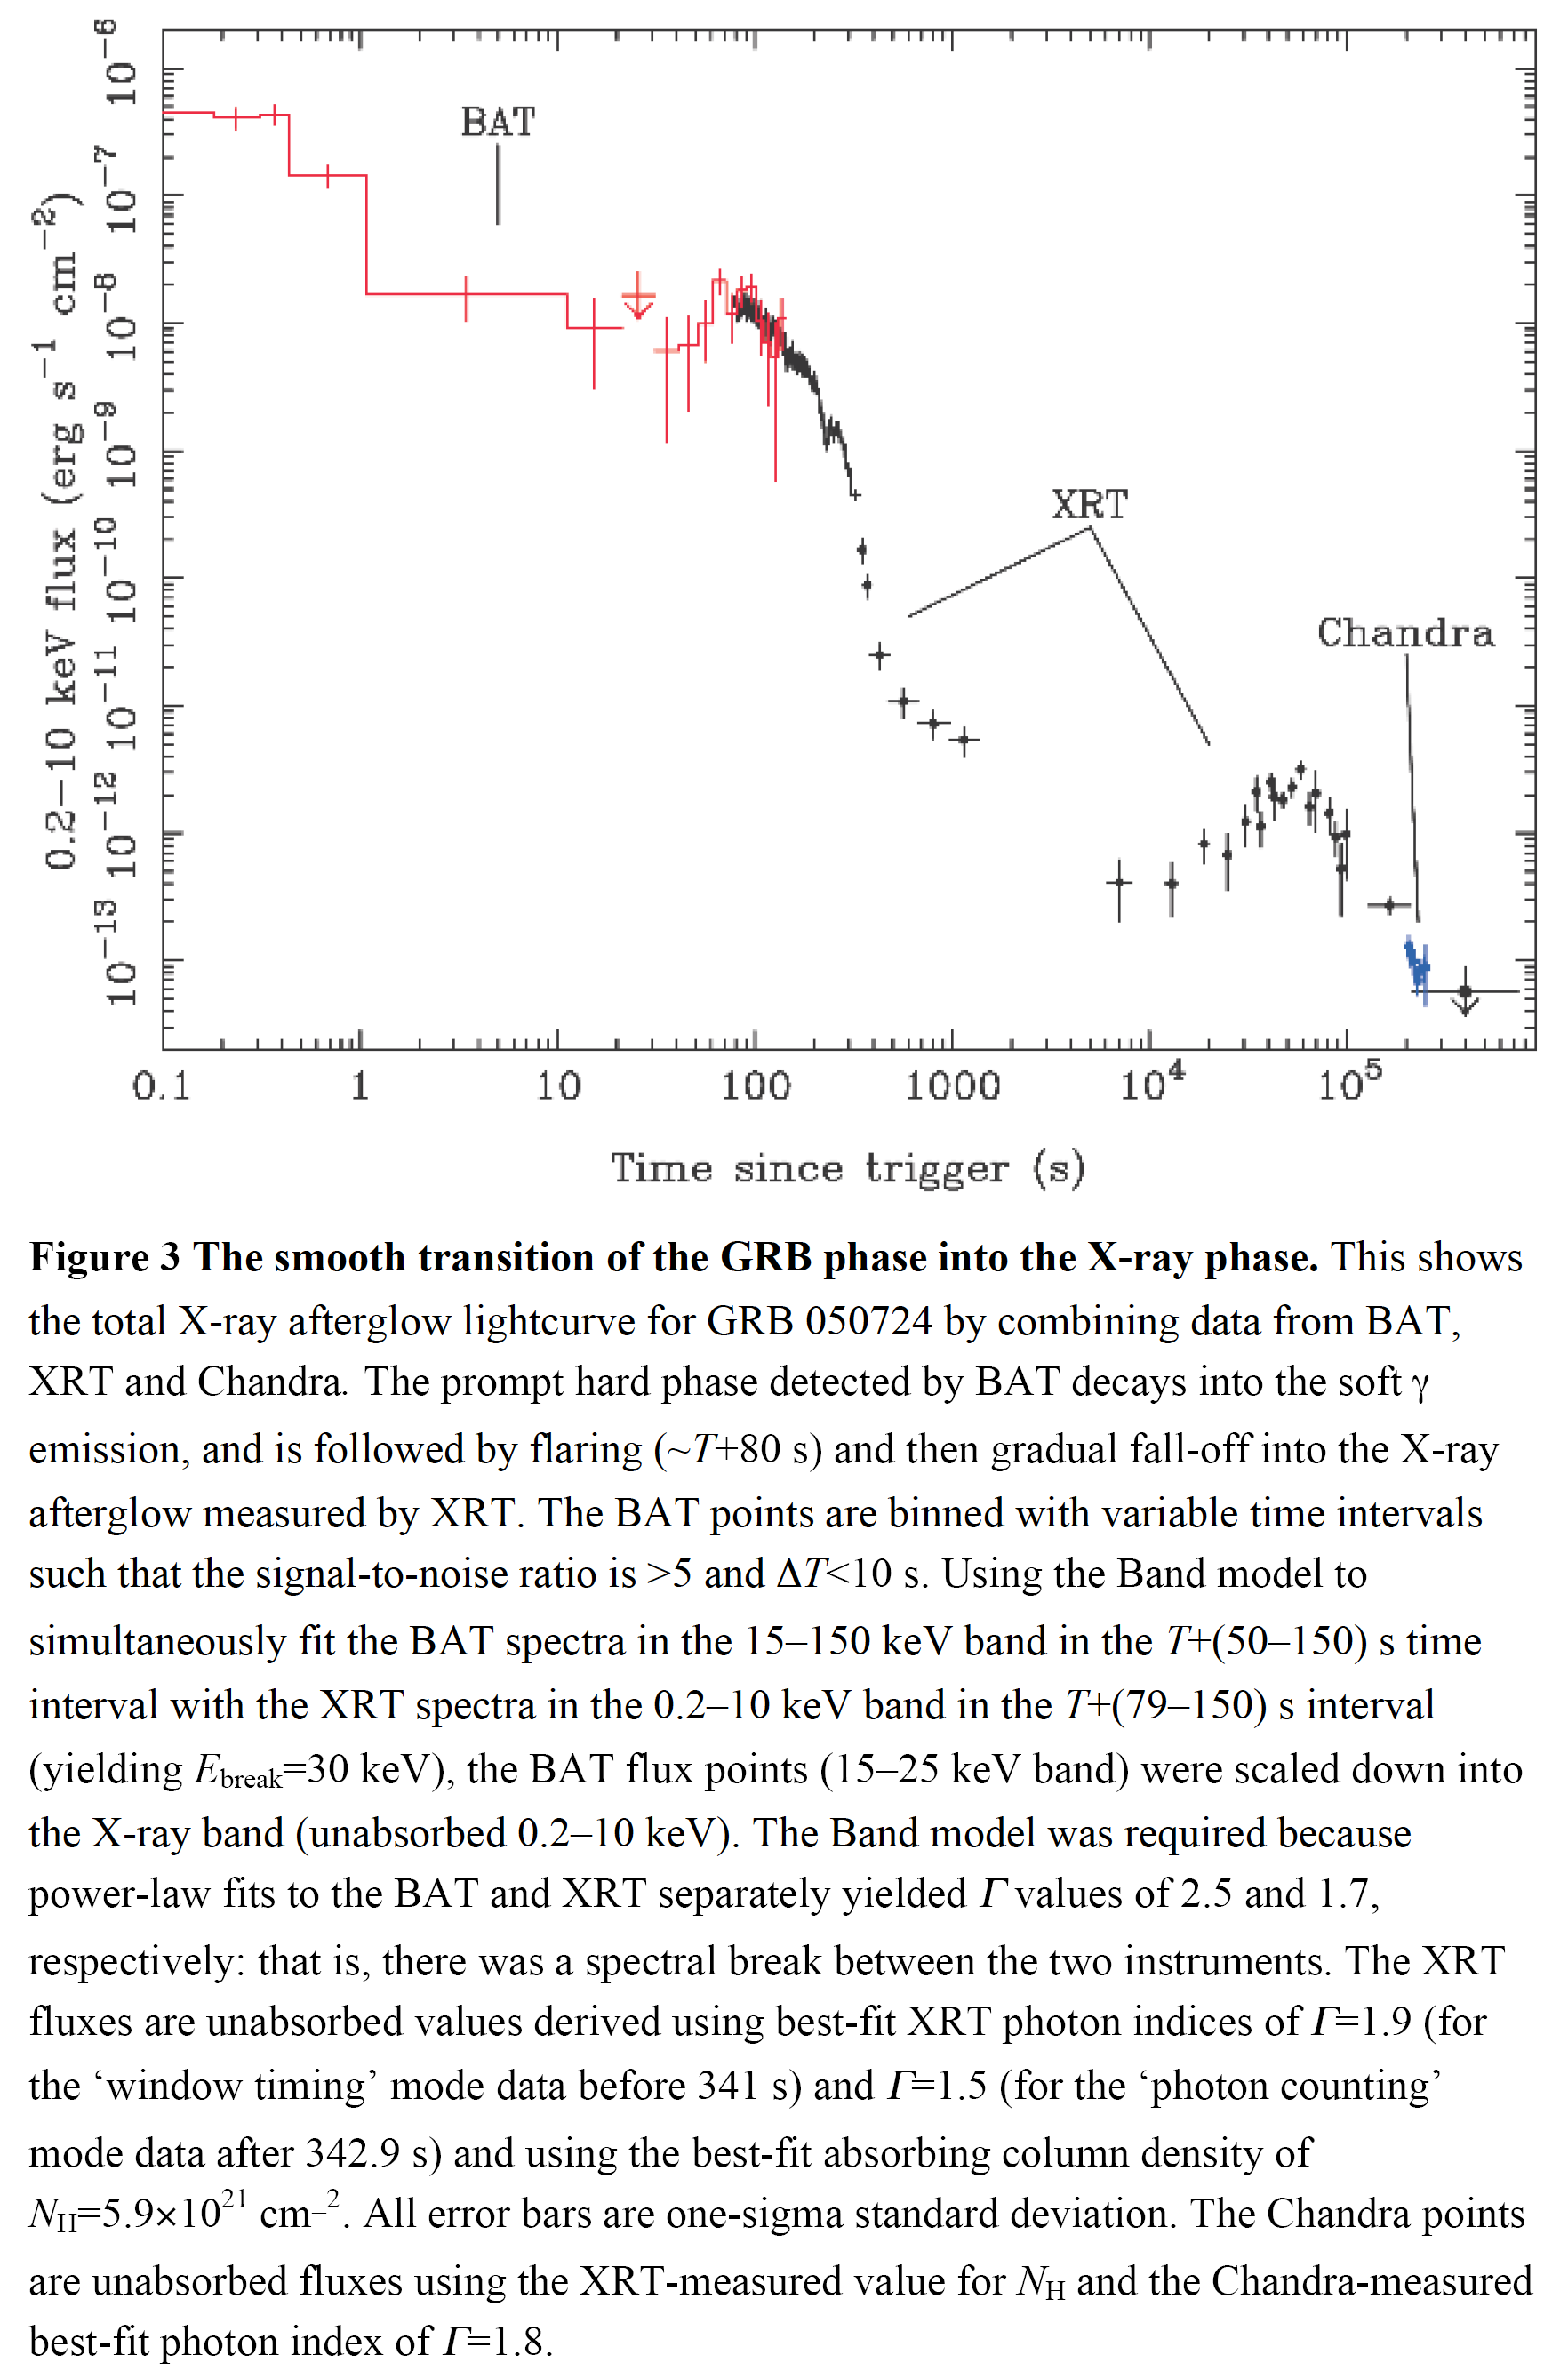 10−6
10−7
10−8
10−9
10−10
10−11
10−12
10−13
0.2−10 keV flux (erg s−1 cm−2)
BAT
XRT
Chandra
0.1 1 10 100 1000 10⁴ 10⁵
Time since trigger (s)
Figure 3 The smooth transition of the GRB phase into the X-ray phase. This shows
the total X-ray afterglow lightcurve for GRB 050724 by combining data from BAT,
XRT and Chandra. The prompt hard phase detected by BAT decays into the soft γ
emission, and is followed by flaring (~T+80 s) and then gradual fall-off into the X-ray
afterglow measured by XRT. The BAT points are binned with variable time intervals
such that the signal-to-noise ratio is >5 and ΔT<10 s. Using the Band model to
simultaneously fit the BAT spectra in the 15–150 keV band in the T+(50–150) s time
interval with the XRT spectra in the 0.2–10 keV band in the T+(79–150) s interval
(yielding Ebreak=30 keV), the BAT flux points (15–25 keV band) were scaled down into
the X-ray band (unabsorbed 0.2–10 keV). The Band model was required because
power-law fits to the BAT and XRT separately yielded Γ values of 2.5 and 1.7,
respectively: that is, there was a spectral break between the two instruments. The XRT
fluxes are unabsorbed values derived using best-fit XRT photon indices of Γ=1.9 (for
the ‘window timing’ mode data before 341 s) and Γ=1.5 (for the ‘photon counting’
mode data after 342.9 s) and using the best-fit absorbing column density of
NH=5.9×10²¹ cm–². All error bars are one-sigma standard deviation. The Chandra points
are unabsorbed fluxes using the XRT-measured value for NH and the Chandra-measured
best-fit photon index of Γ=1.8.